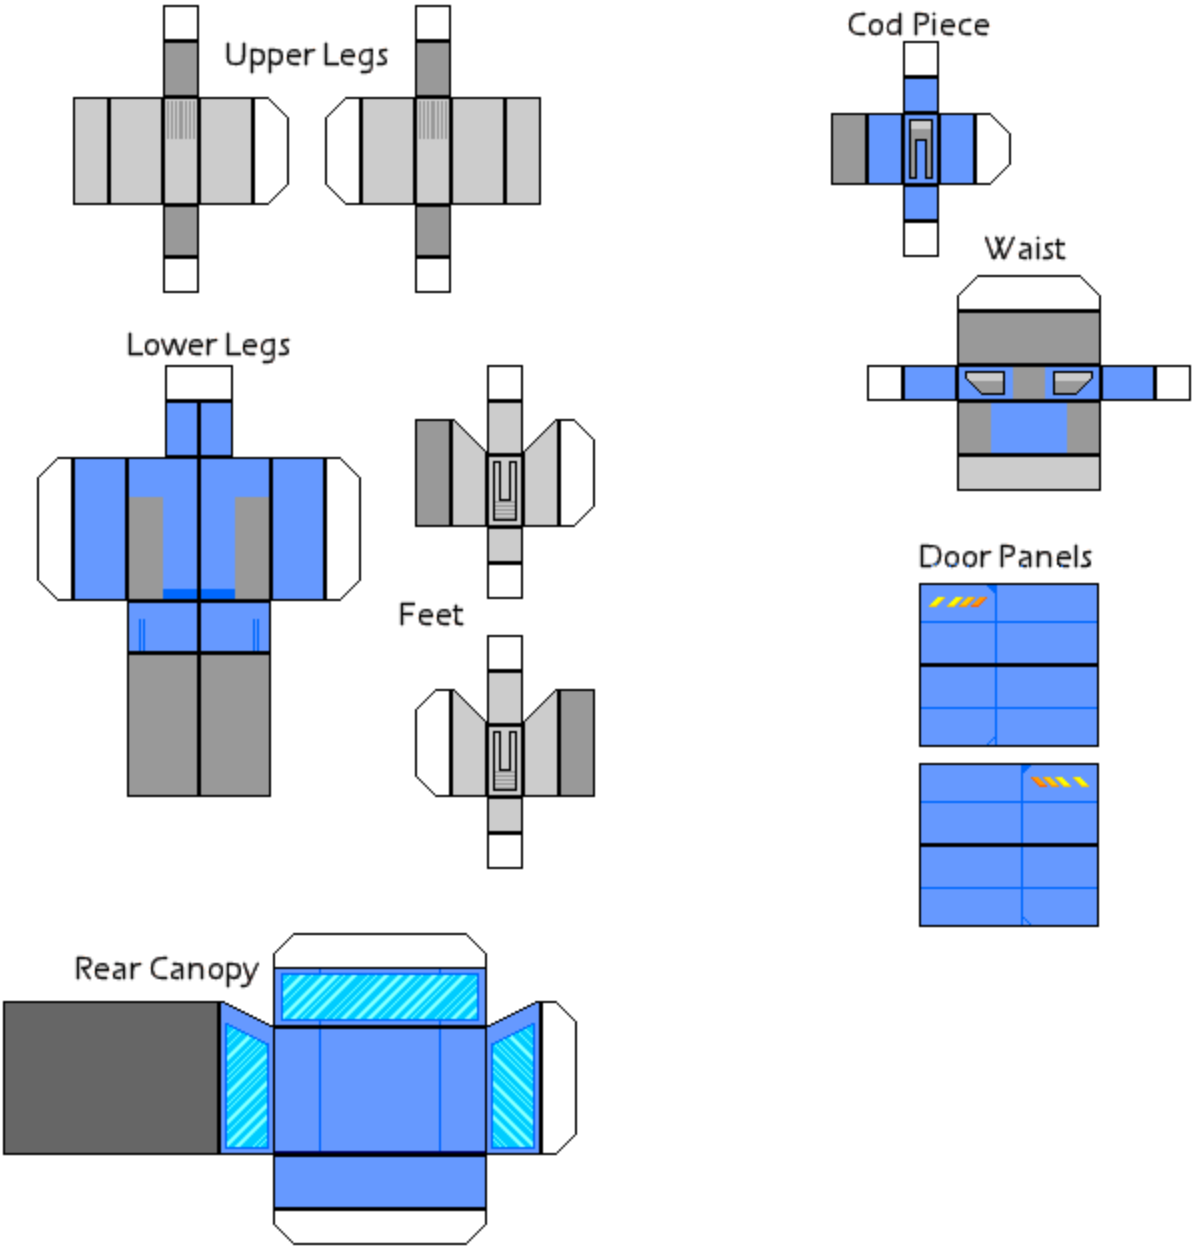 Cod Piece
Upper Legs
Waist
Lower Legs
Door Panels
Feet
Rear Canopy